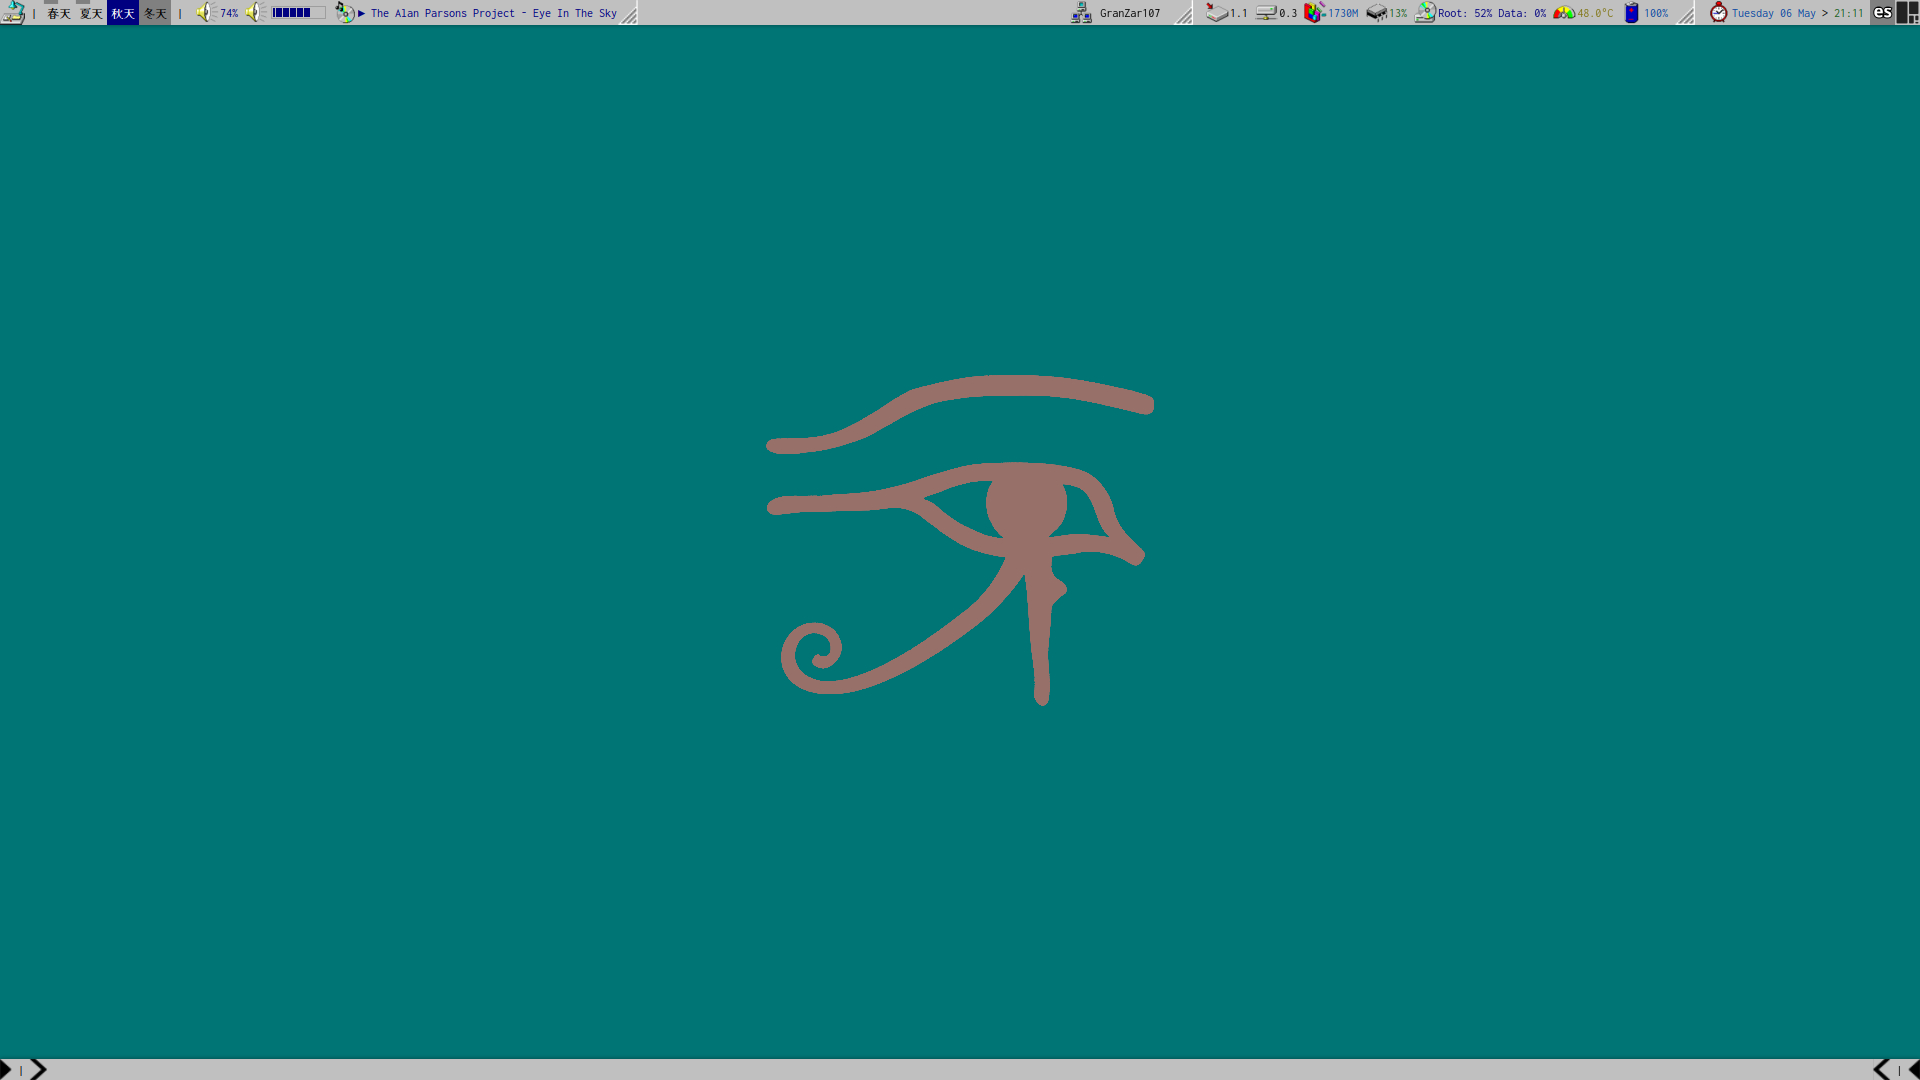 | 春天 夏天 秋天 冬天 | 74% ▶ The Alan Parsons Project - Eye In The Sky GranZar107 1.1 0.3 1730M 13% Root: 52% Data: 0% 48.0°C 100% Tuesday 06 May > 21:11 es